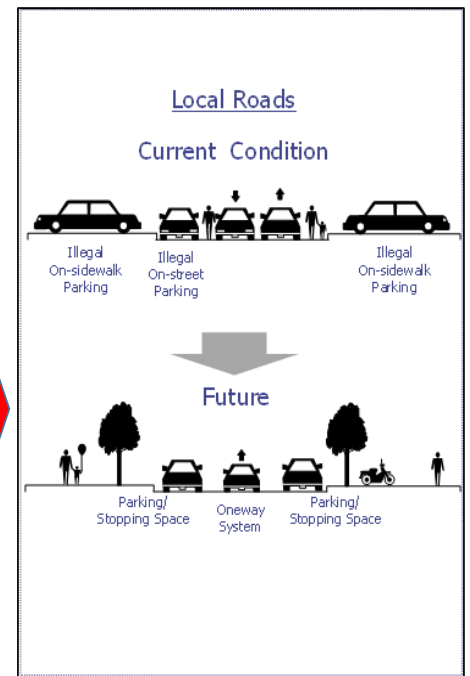 Local Roads
Current Condition
Illegal
On-sidewalk
Parking
Illegal
On-street
Parking
Illegal
On-sidewalk
Parking
Future
Parking/
Stopping Space
Oneway
System
Parking/
Stopping Space